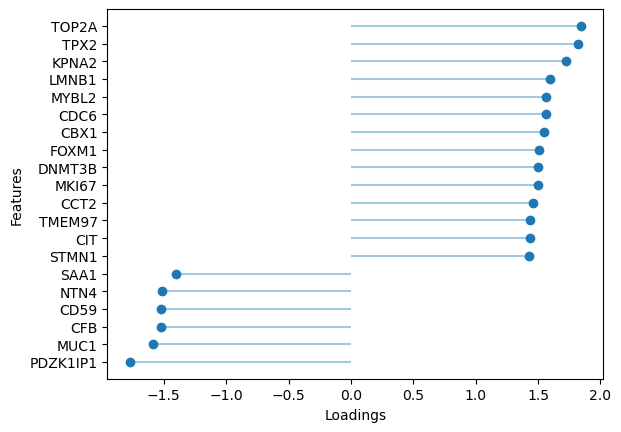 TOP2A
TPX2
KPNA2
LMNB1
MYBL2
CDC6
CBX1
FOXM1
DNMT3B
MKI67
CCT2
TMEM97
CIT
STMN1
SAA1
NTN4
CD59
CFB
MUC1
PDZK1IP1
Features
−1.5 −1.0 −0.5 0.0 0.5 1.0 1.5 2.0
Loadings